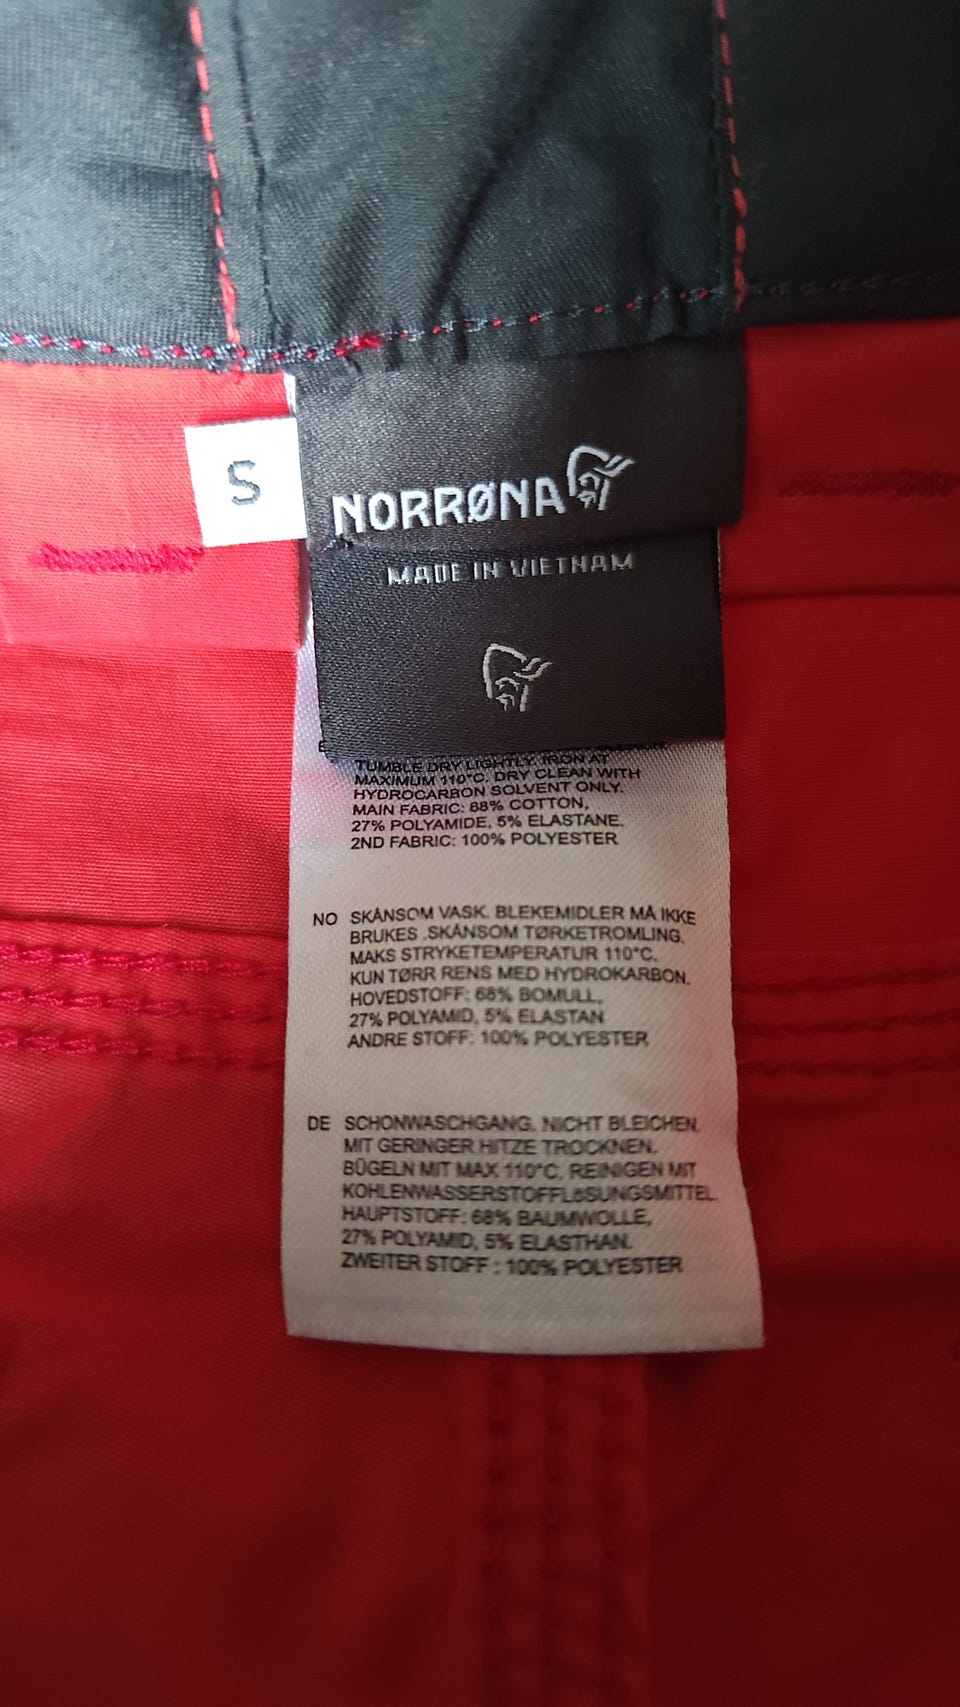 S
NORRØNA
MADE IN VIETNAM
TUMBLE DRY LIGHTLY. IRON AT
MAXIMUM 110°C. DRY CLEAN WITH
HYDROCARBON SOLVENT ONLY.
MAIN FABRIC: 68% COTTON,
27% POLYAMIDE, 5% ELASTANE.
2ND FABRIC: 100% POLYESTER
NO SKÅNSOM VASK. BLEKEMIDLER MÅ IKKE
BRUKES .SKÅNSOM TØRKETROMLING.
MAKS STRYKETEMPERATUR 110°C.
KUN TØRR RENS MED HYDROKARBON.
HOVEDSTOFF: 68% BOMULL,
27% POLYAMID, 5% ELASTAN
ANDRE STOFF: 100% POLYESTER
DE SCHONWASCHGANG. NICHT BLEICHEN.
MIT GERINGER HITZE TROCKNEN.
BÜGELN MIT MAX 110°C. REINIGEN MIT
KOHLENWASSERSTOFFLöSUNGSMITTEL.
HAUPTSTOFF: 68% BAUMWOLLE,
27% POLYAMID, 5% ELASTHAN.
ZWEITER STOFF : 100% POLYESTER